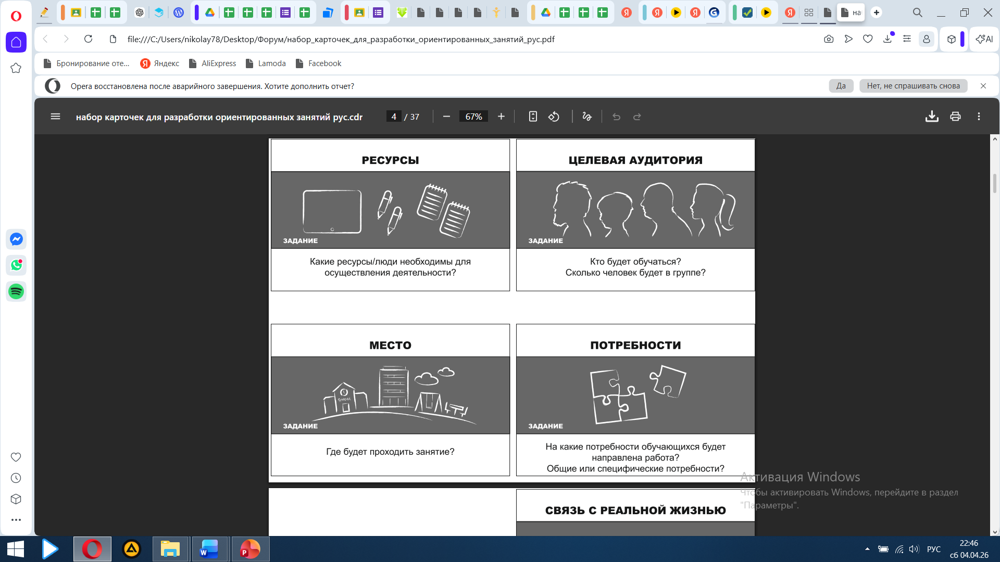 на
file:///C:/Users/nikolay78/Desktop/Форум/набор_карточек_для_разработки_ориентированных_занятий_рус.pdf
AI
Бронирование оте...
Яндекс
AliExpress
Lamoda
Facebook
Opera восстановлена после аварийного завершения. Хотите дополнить отчет?
Да
Нет, не спрашивать снова
набор карточек для разработки ориентированных занятий рус.cdr
4 / 37
67%
РЕСУРСЫ
ЗАДАНИЕ
Какие ресурсы/люди необходимы для
осуществления деятельности?
ЦЕЛЕВАЯ АУДИТОРИЯ
ЗАДАНИЕ
Кто будет обучаться?
Сколько человек будет в группе?
МЕСТО
SCHOOL
ЗАДАНИЕ
Где будет проходить занятие?
ПОТРЕБНОСТИ
ЗАДАНИЕ
На какие потребности обучающихся будет
направлена работа?
Общие или специфические потребности?
СВЯЗЬ С РЕАЛЬНОЙ ЖИЗНЬЮ
Активация Windows
Чтобы активировать Windows, перейдите в раздел
"Параметры".
РУС
22:46
сб 04.04.26